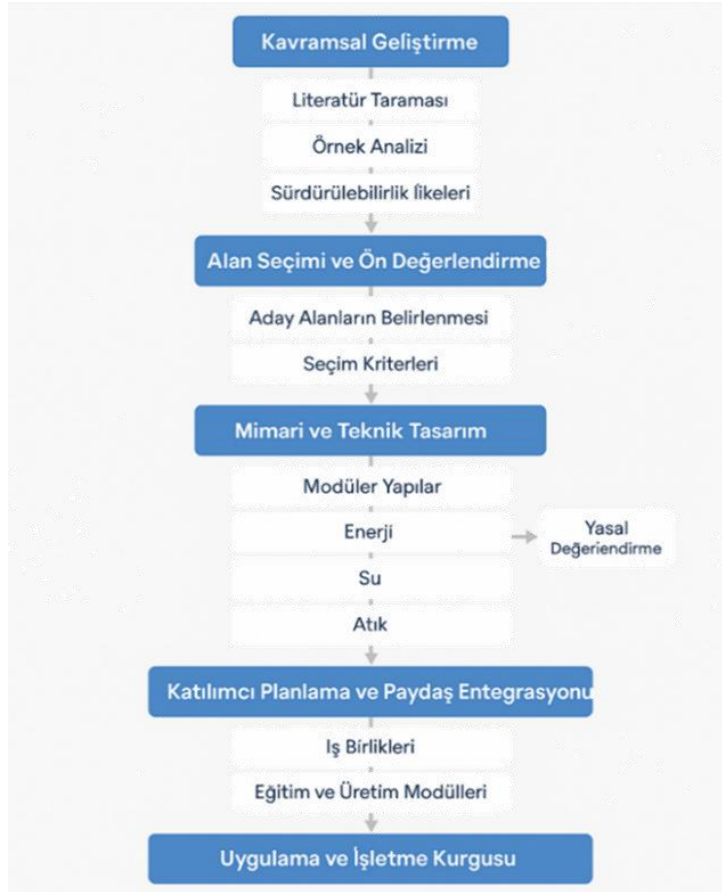 Kavramsal Geliştirme
Literatür Taraması
Örnek Analizi
Sürdürülebilirlik İikeleri
Alan Seçimi ve Ön Değerlendirme
Aday Alanların Belirlenmesi
Seçim Kriterleri
Mimari ve Teknik Tasarım
Modüler Yapılar
Enerji
Yasal
Değeriendirme
Su
Atık
Katılımcı Planlama ve Paydaş Entegrasyonu
Iş Birlikleri
Eğitim ve Üretim Modülleri
Uygulama ve İşletme Kurgusu